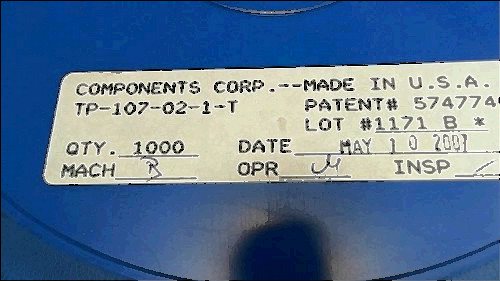 COMPONENTS CORP.--MADE IN U.S.A.
TP-107-02-1-T PATENT# 574774
LOT #1171 B *
QTY. 1000 DATE MAY 10 2001
MACH B OPR INSP